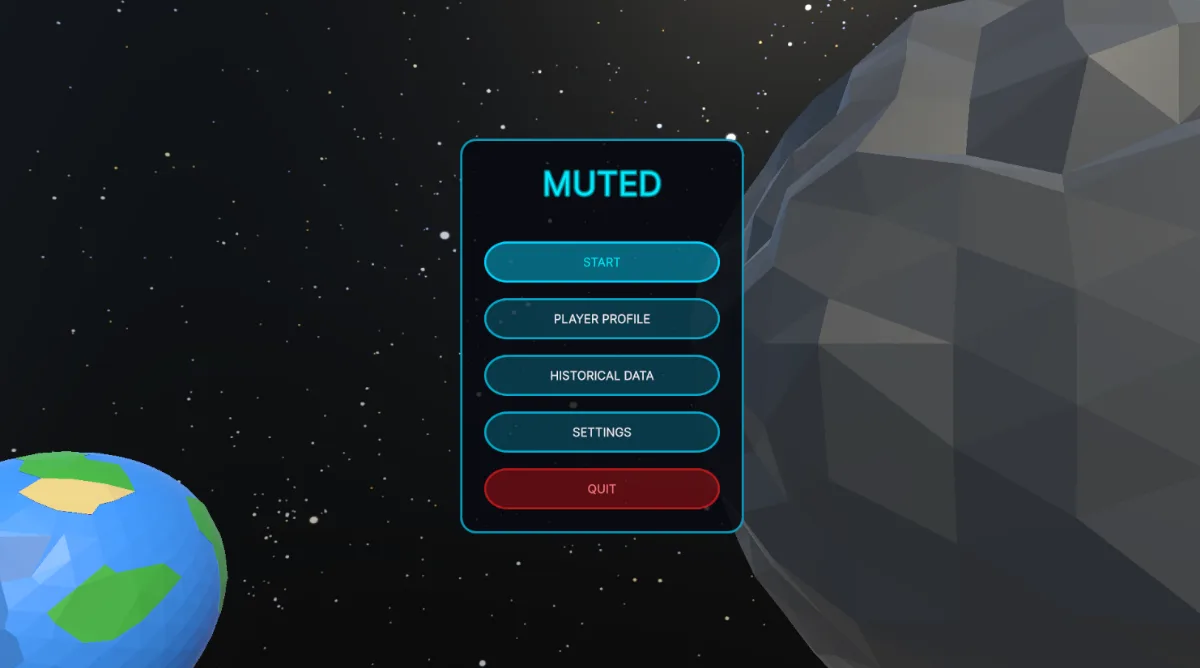 MUTED
START
PLAYER PROFILE
HISTORICAL DATA
SETTINGS
QUIT